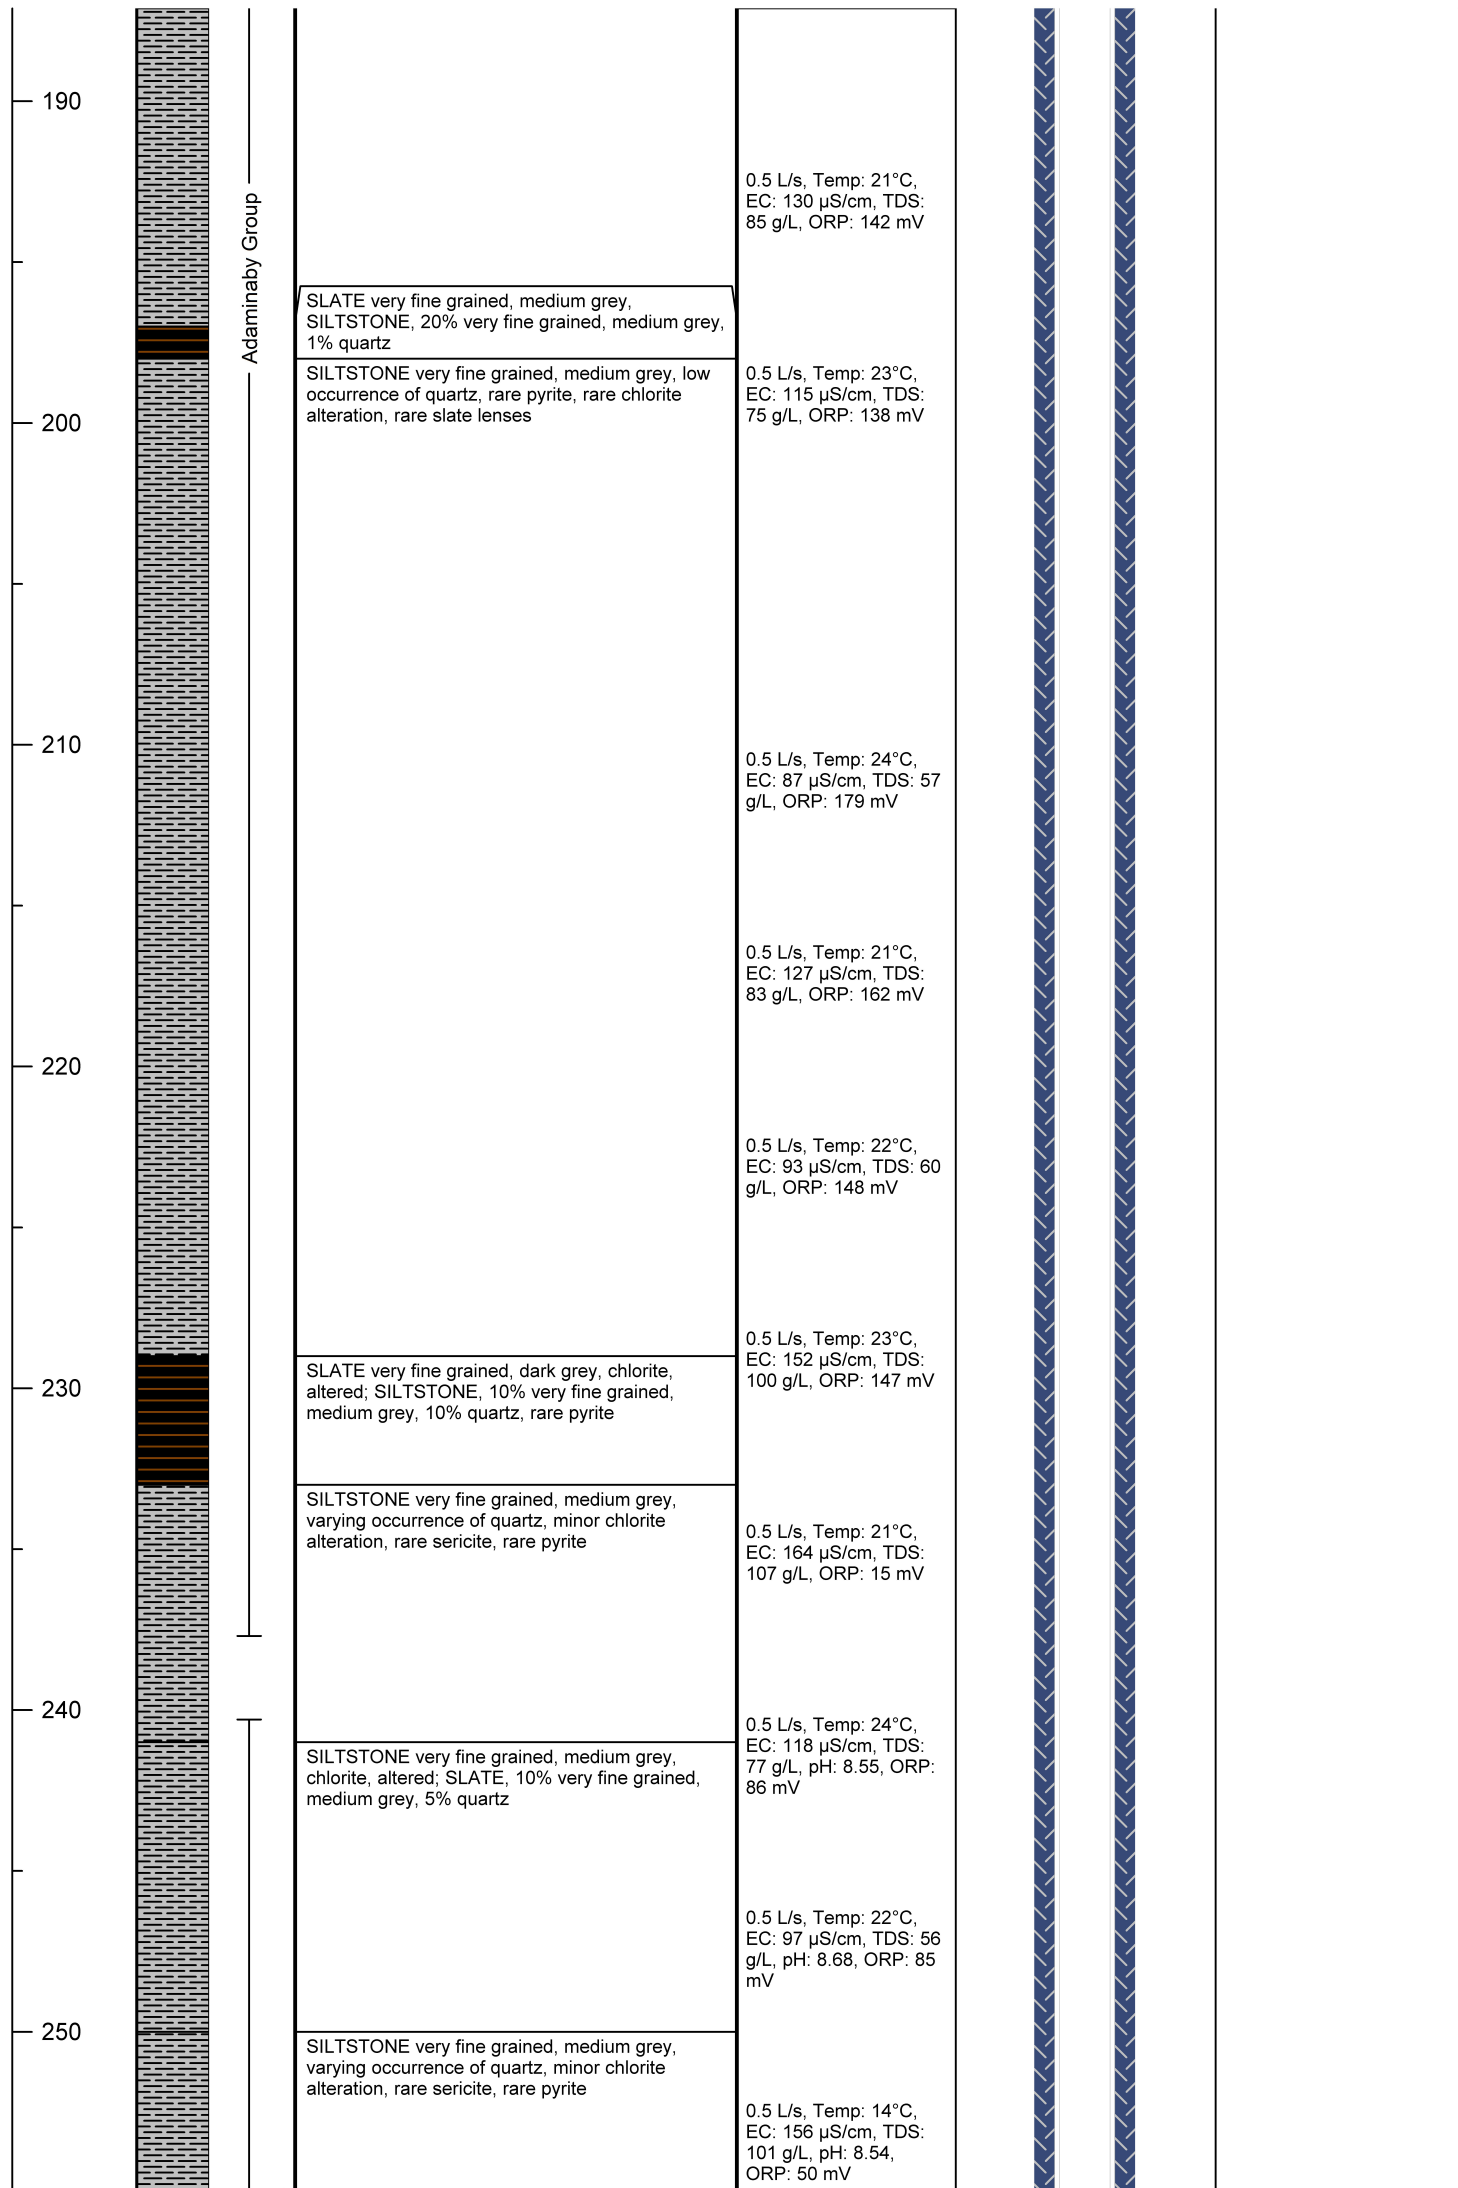 190
0.5 L/s, Temp: 21°C,
EC: 130 µS/cm, TDS:
85 g/L, ORP: 142 mV
Adaminaby Group
SLATE very fine grained, medium grey,
SILTSTONE, 20% very fine grained, medium grey,
1% quartz
SILTSTONE very fine grained, medium grey, low
occurrence of quartz, rare pyrite, rare chlorite
alteration, rare slate lenses
0.5 L/s, Temp: 23°C,
EC: 115 µS/cm, TDS:
75 g/L, ORP: 138 mV
200
210
0.5 L/s, Temp: 24°C,
EC: 87 µS/cm, TDS: 57
g/L, ORP: 179 mV
0.5 L/s, Temp: 21°C,
EC: 127 µS/cm, TDS:
83 g/L, ORP: 162 mV
220
0.5 L/s, Temp: 22°C,
EC: 93 µS/cm, TDS: 60
g/L, ORP: 148 mV
0.5 L/s, Temp: 23°C,
EC: 152 µS/cm, TDS:
100 g/L, ORP: 147 mV
230
SLATE very fine grained, dark grey, chlorite,
altered; SILTSTONE, 10% very fine grained,
medium grey, 10% quartz, rare pyrite
SILTSTONE very fine grained, medium grey,
varying occurrence of quartz, minor chlorite
alteration, rare sericite, rare pyrite
0.5 L/s, Temp: 21°C,
EC: 164 µS/cm, TDS:
107 g/L, ORP: 15 mV
240
0.5 L/s, Temp: 24°C,
EC: 118 µS/cm, TDS:
77 g/L, pH: 8.55, ORP:
86 mV
SILTSTONE very fine grained, medium grey,
chlorite, altered; SLATE, 10% very fine grained,
medium grey, 5% quartz
0.5 L/s, Temp: 22°C,
EC: 97 µS/cm, TDS: 56
g/L, pH: 8.68, ORP: 85
mV
250
SILTSTONE very fine grained, medium grey,
varying occurrence of quartz, minor chlorite
alteration, rare sericite, rare pyrite
0.5 L/s, Temp: 14°C,
EC: 156 µS/cm, TDS:
101 g/L, pH: 8.54,
ORP: 50 mV